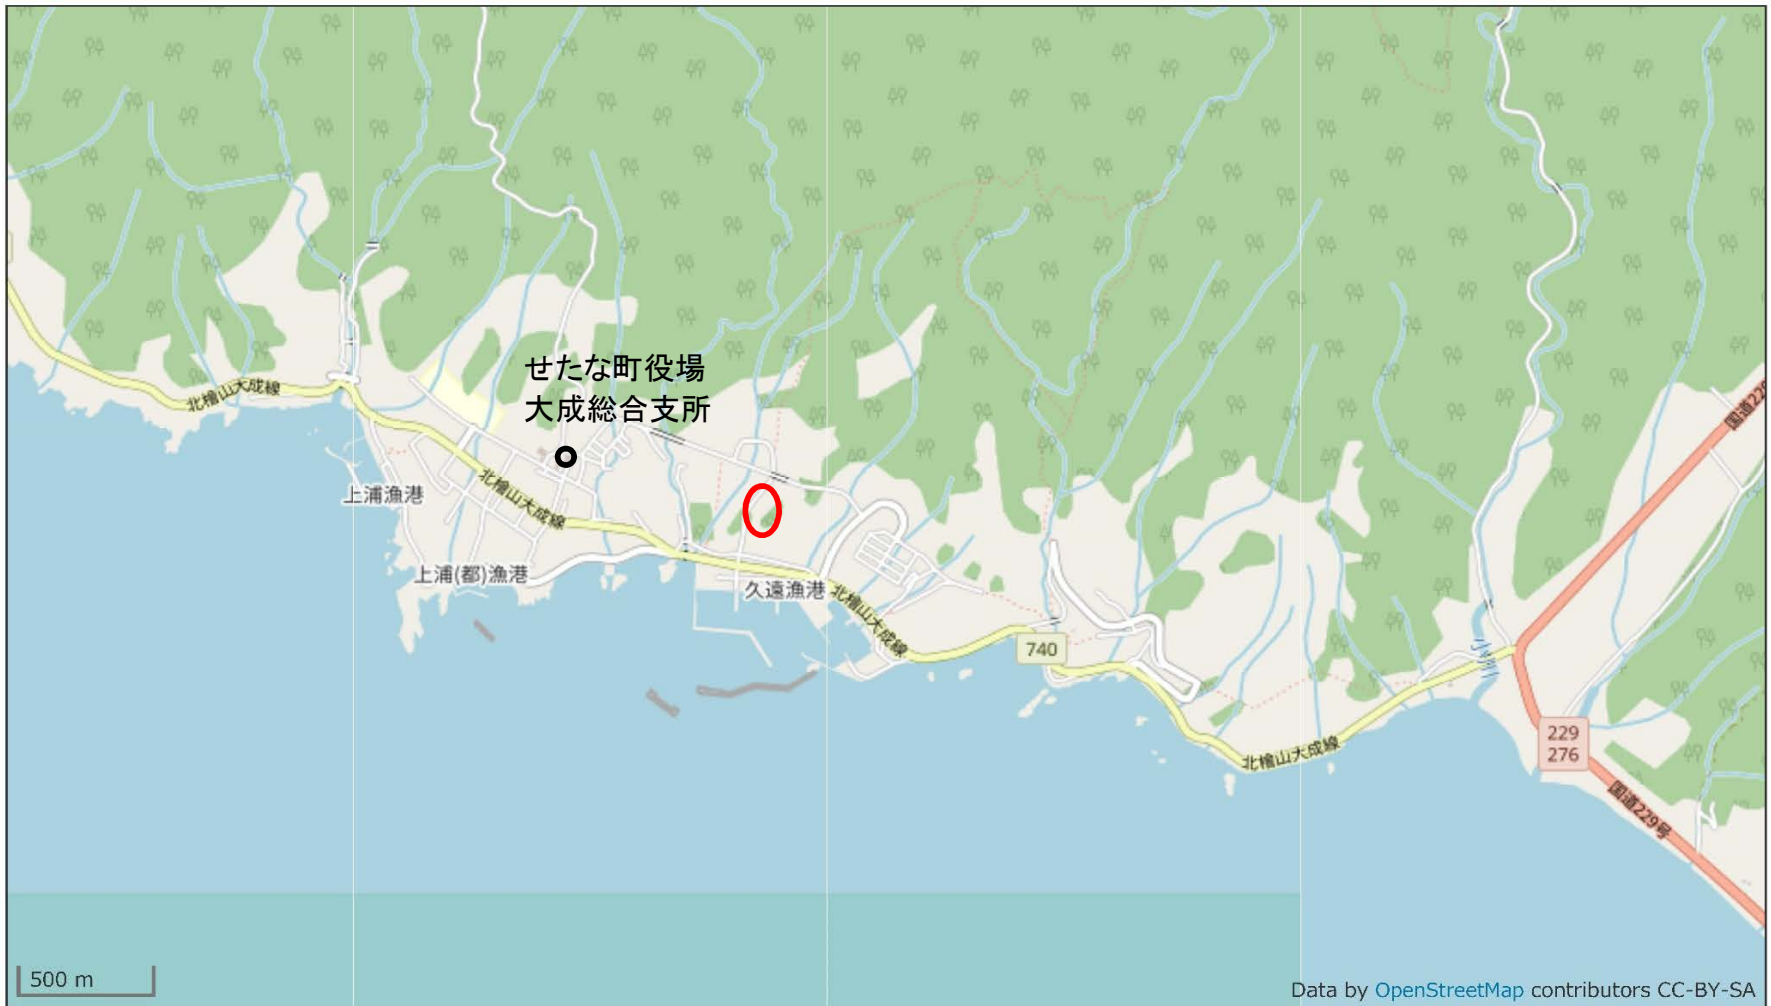 せたな町役場
大成総合支所
北檜山大成線
国道229
上浦漁港
北檜山大成線
上浦(都)漁港
久遠漁港
北檜山大成線
740
小川
229
276
北檜山大成線
国道229号
500 m
Data by OpenStreetMap contributors CC-BY-SA